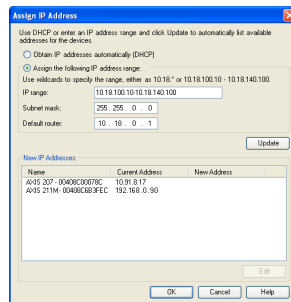 Assign IP Address
Use DHCP or enter an IP address range and click Update to automatically list available
addresses for the devices.
Obtain IP addresses automatically (DHCP)
Assign the following IP address range:
Use wildcards to specify the range, either as 10.18.* or 10.18.100.10 - 10.18.140.100.
IP range: 10.18.100.10-10.18.140.100
Subnet mask: 255 . 255 . 0 . 0
Default router: 10 . 18 . 0 . 1
Update
New IP Addresses:
Name Current Address New Address
AXIS 207 - 00408C00078C 10.91.8.17
AXIS 211M - 00408C6B3FEC 192.168.0.90
Edit
OK Cancel Help